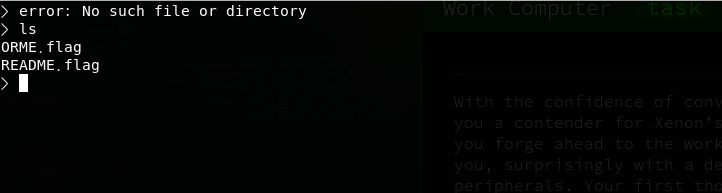 > error: No such file or directory
> ls
ORME.flag
README.flag
>
Work Computer task
With the confidence of conv
you a contender for Xenon's
you forge ahead to the work
you, surprisingly with a de
peripherals. Your first tho